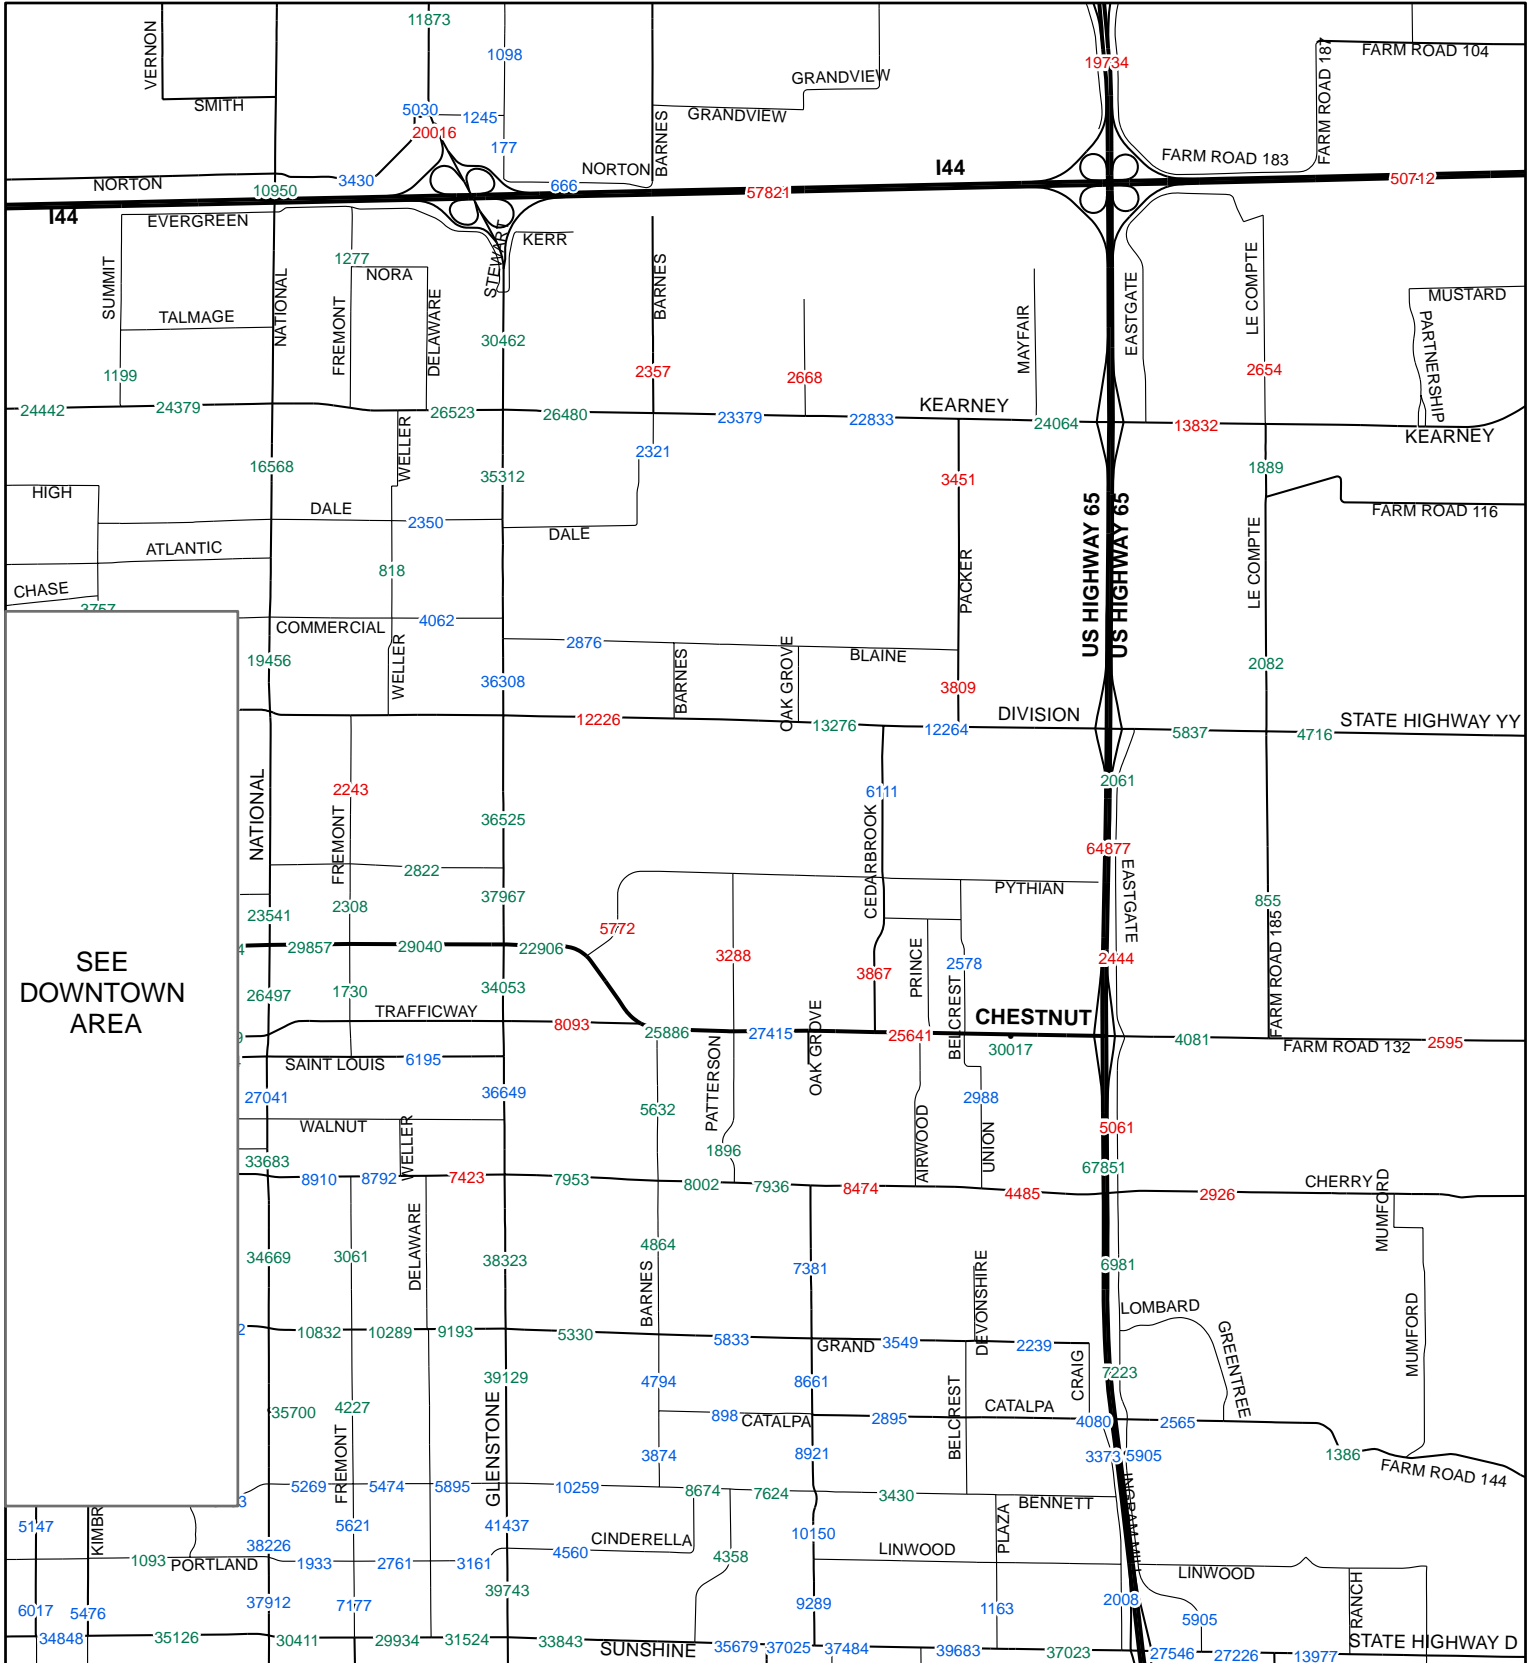 11873
VERNON
1098
19734
FARM ROAD 104
GRANDVIEW
SMITH
5030
1245
GRANDVIEW
20016
BARNES
FARM ROAD 187
177
NORTON
FARM ROAD 183
I44
NORTON
3430
666
10950
57821
50712
I44
EVERGREEN
STEWART
KERR
1277
NORA
SUMMIT
NATIONAL
FREMONT
DELAWARE
BARNES
MAYFAIR
EASTGATE
LE COMPTE
MUSTARD
PARTNERSHIP
TALMAGE
30462
1199
2357
2668
2654
24442
24379
26523
26480
23379
22833
KEARNEY
24064
13832
KEARNEY
WELLER
2321
16568
35312
3451
1889
HIGH
US HIGHWAY 65
US HIGHWAY 65
DALE
2350
DALE
FARM ROAD 116
ATLANTIC
818
PACKER
LE COMPTE
CHASE
3757
COMMERCIAL
4062
2876
BLAINE
19456
WELLER
36308
BARNES
OAK GROVE
3809
2082
12226
13276
12264
DIVISION
5837
4716
STATE HIGHWAY YY
2061
2243
6111
NATIONAL
FREMONT
36525
CEDARBROOK
64877
2822
PYTHIAN
EASTGATE
37967
855
23541
2308
5772
29857
29040
22906
3288
3867
PRINCE
2578
2444
FARM ROAD 185
SEE
DOWNTOWN
AREA
26497
1730
34053
TRAFFICWAY
8093
25886
27415
OAK GROVE
25641
BELCREST
CHESTNUT
30017
4081
FARM ROAD 132
2595
SAINT LOUIS
6195
27041
36649
5632
PATTERSON
2988
WALNUT
WELLER
AIRWOOD
UNION
5061
1896
33683
67851
8910
8792
7423
7953
8002
7936
8474
4485
2926
CHERRY
MUMFORD
34669
3061
DELAWARE
38323
4864
7381
6981
BARNES
DEVONSHIRE
LOMBARD
10832
10289
9193
5330
5833
GRAND
3549
2239
GREENTREE
MUMFORD
39129
4794
8661
CRAIG
7223
35700
4227
GLENSTONE
898
CATALPA
2895
BELCREST
CATALPA
4080
2565
FREMONT
3874
8921
3373
5905
1386
FARM ROAD 144
5269
5474
5895
10259
8674
7624
3430
BENNETT
INGRAM MILL
5147
KIMBR
5621
41437
CINDERELLA
10150
PLAZA
38226
1093
PORTLAND
1933
2761
3161
4560
4358
LINWOOD
LINWOOD
39743
6017
5476
37912
7177
9289
1163
2008
5905
RANCH
34848
35126
30411
29934
31524
33843
SUNSHINE
35679
37025
37484
39683
37023
27546
27226
13977
STATE HIGHWAY D